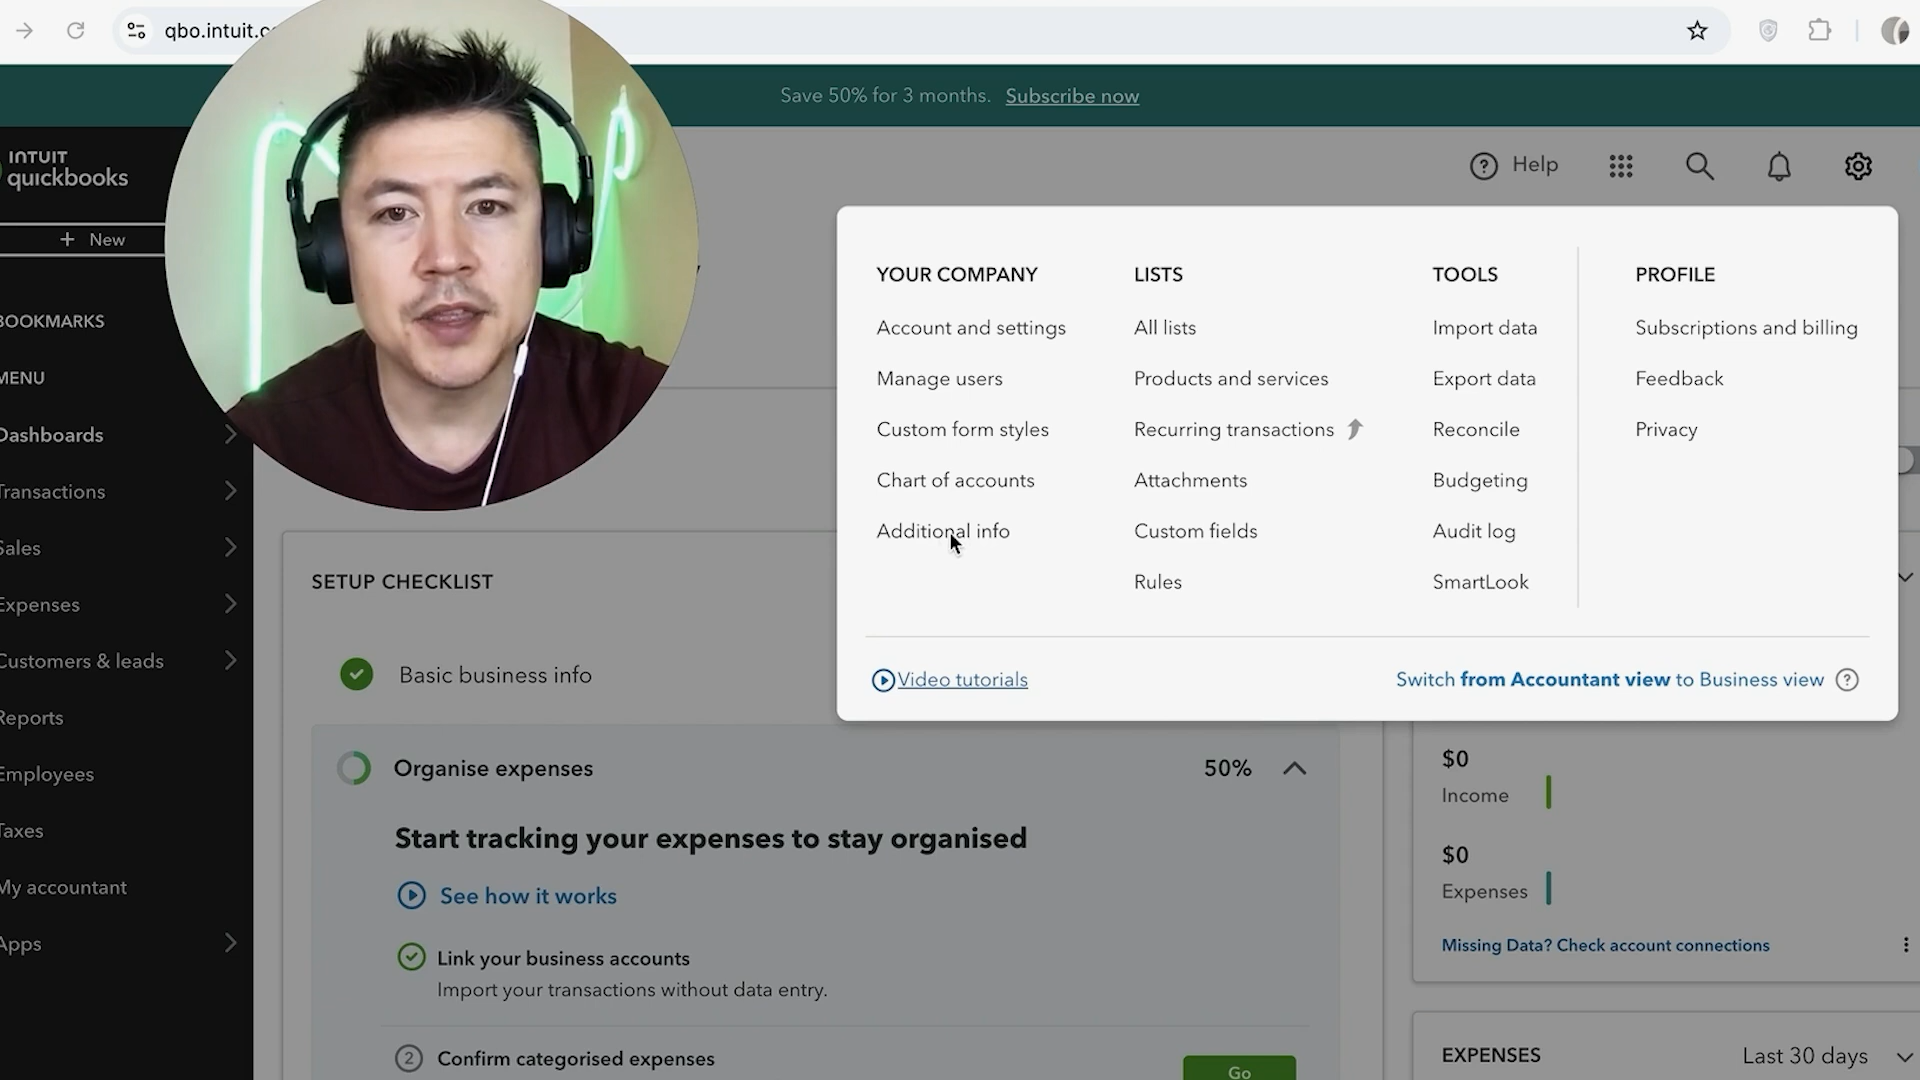 qbo.intuit.c
Save 50% for 3 months. Subscribe now
INTUIT
quickbooks
Help
+ New
BOOKMARKS
MENU
Dashboards
Transactions
Sales
Expenses
Customers & leads
Reports
Employees
Taxes
My accountant
Apps
YOUR COMPANY
Account and settings
Manage users
Custom form styles
Chart of accounts
Additional info
LISTS
All lists
Products and services
Recurring transactions
Attachments
Custom fields
Rules
TOOLS
Import data
Export data
Reconcile
Budgeting
Audit log
SmartLook
PROFILE
Subscriptions and billing
Feedback
Privacy
Video tutorials
Switch from Accountant view to Business view
SETUP CHECKLIST
Basic business info
Organise expenses 50%
Start tracking your expenses to stay organised
See how it works
Link your business accounts
Import your transactions without data entry.
2 Confirm categorised expenses
Go
$0
Income
$0
Expenses
Missing Data? Check account connections
EXPENSES Last 30 days